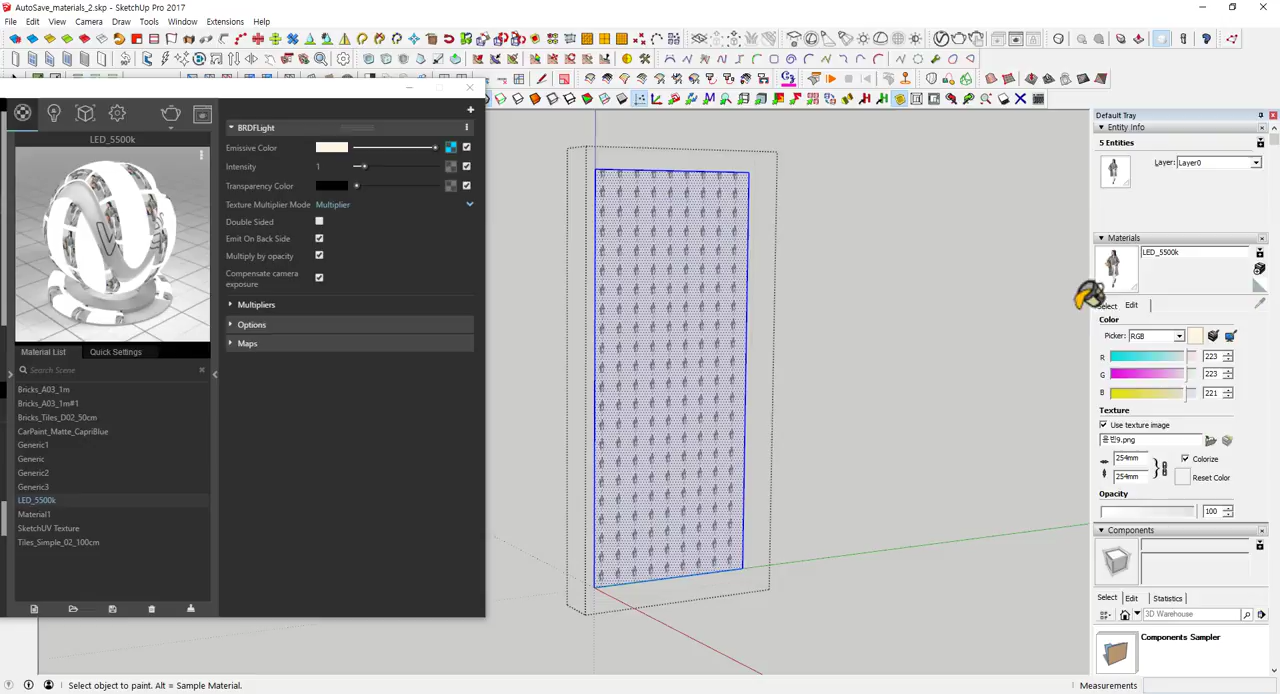 AutoSave_materials_2.skp - SketchUp Pro 2017
File Edit View Camera Draw Tools Window Extensions Help
LED_5500k
BRDFLight
Emissive Color
Intensity 1
Transparency Color
Texture Multiplier Mode Multiplier
Double Sided
Emit On Back Side
Multiply by opacity
Compensate camera
exposure
Multipliers
Options
Maps
Material List Quick Settings
Search Scene
Bricks_A03_1m
Bricks_A03_1m#1
Bricks_Tiles_D02_50cm
CarPaint_Matte_CapriBlue
Generic1
Generic
Generic2
Generic3
LED_5500k
Material1
SketchUV Texture
Tiles_Simple_02_100cm
Default Tray
Entity Info
5 Entities
Layer: Layer0
Materials
LED_5500k
Select Edit
Color
Picker: RGB
R 223
G 223
B 221
Texture
Use texture image
윤빈9.png
254mm
Colorize
254mm
Reset Color
Opacity
100
Components
Select Edit Statistics
3D Warehouse
Components Sampler
Select object to paint. Alt = Sample Material.
Measurements